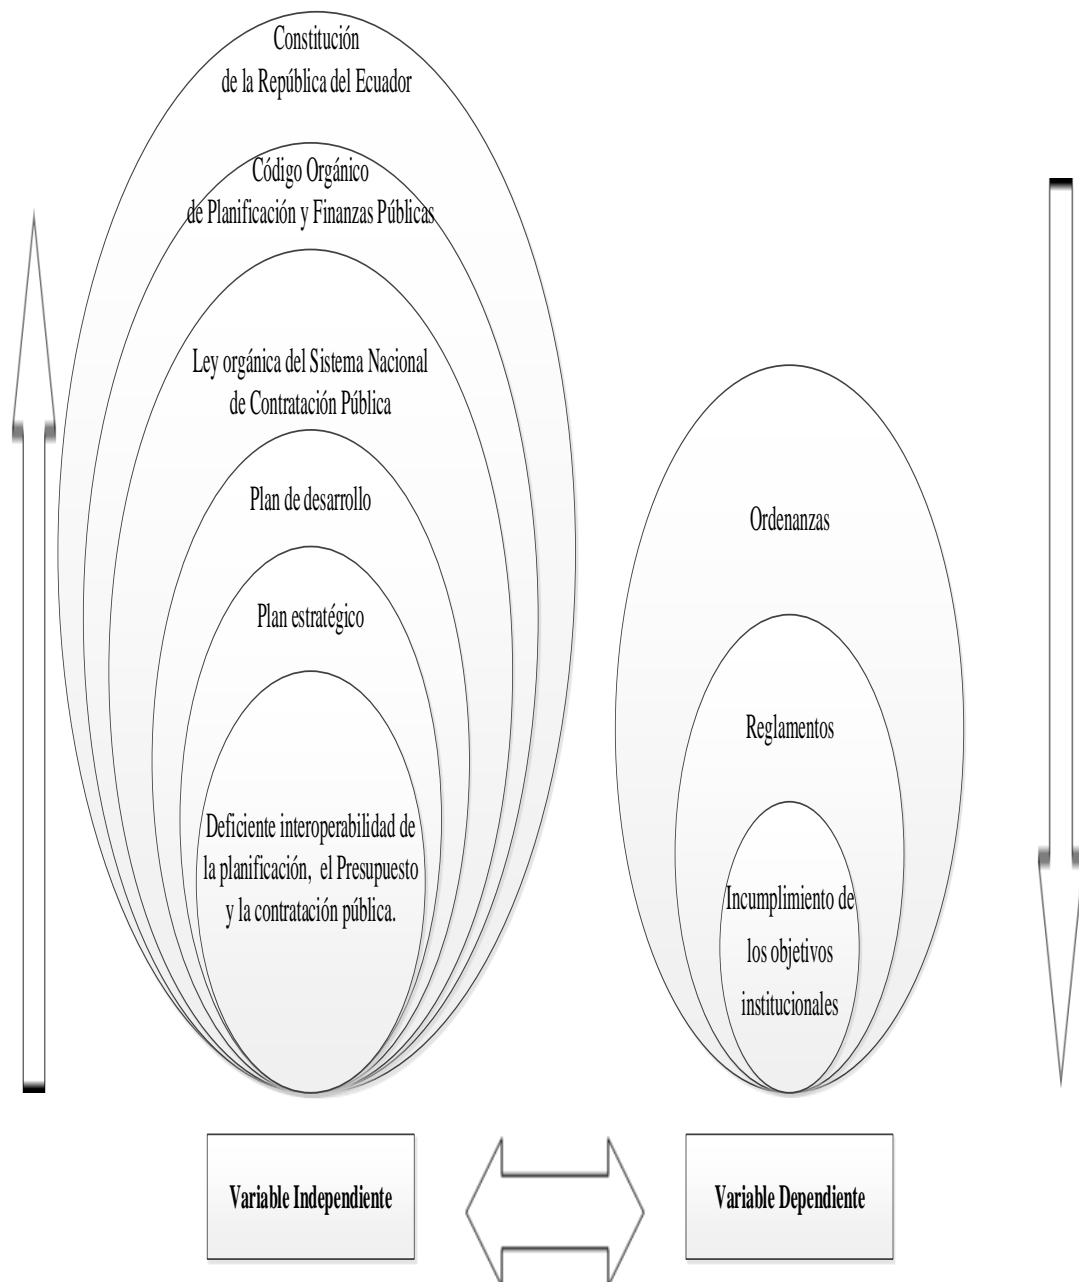 Constitución
de la República del Ecuador
Código Orgánico
de Planificación y Finanzas Públicas
Ley orgánica del Sistema Nacional
de Contratación Pública
Plan de desarrollo
Plan estratégico
Deficiente interoperabilidad de
la planificación, el Presupuesto
y la contratación pública.
Ordenanzas
Reglamentos
Incumplimiento de
los objetivos
institucionales
Variable Independiente
Variable Dependiente